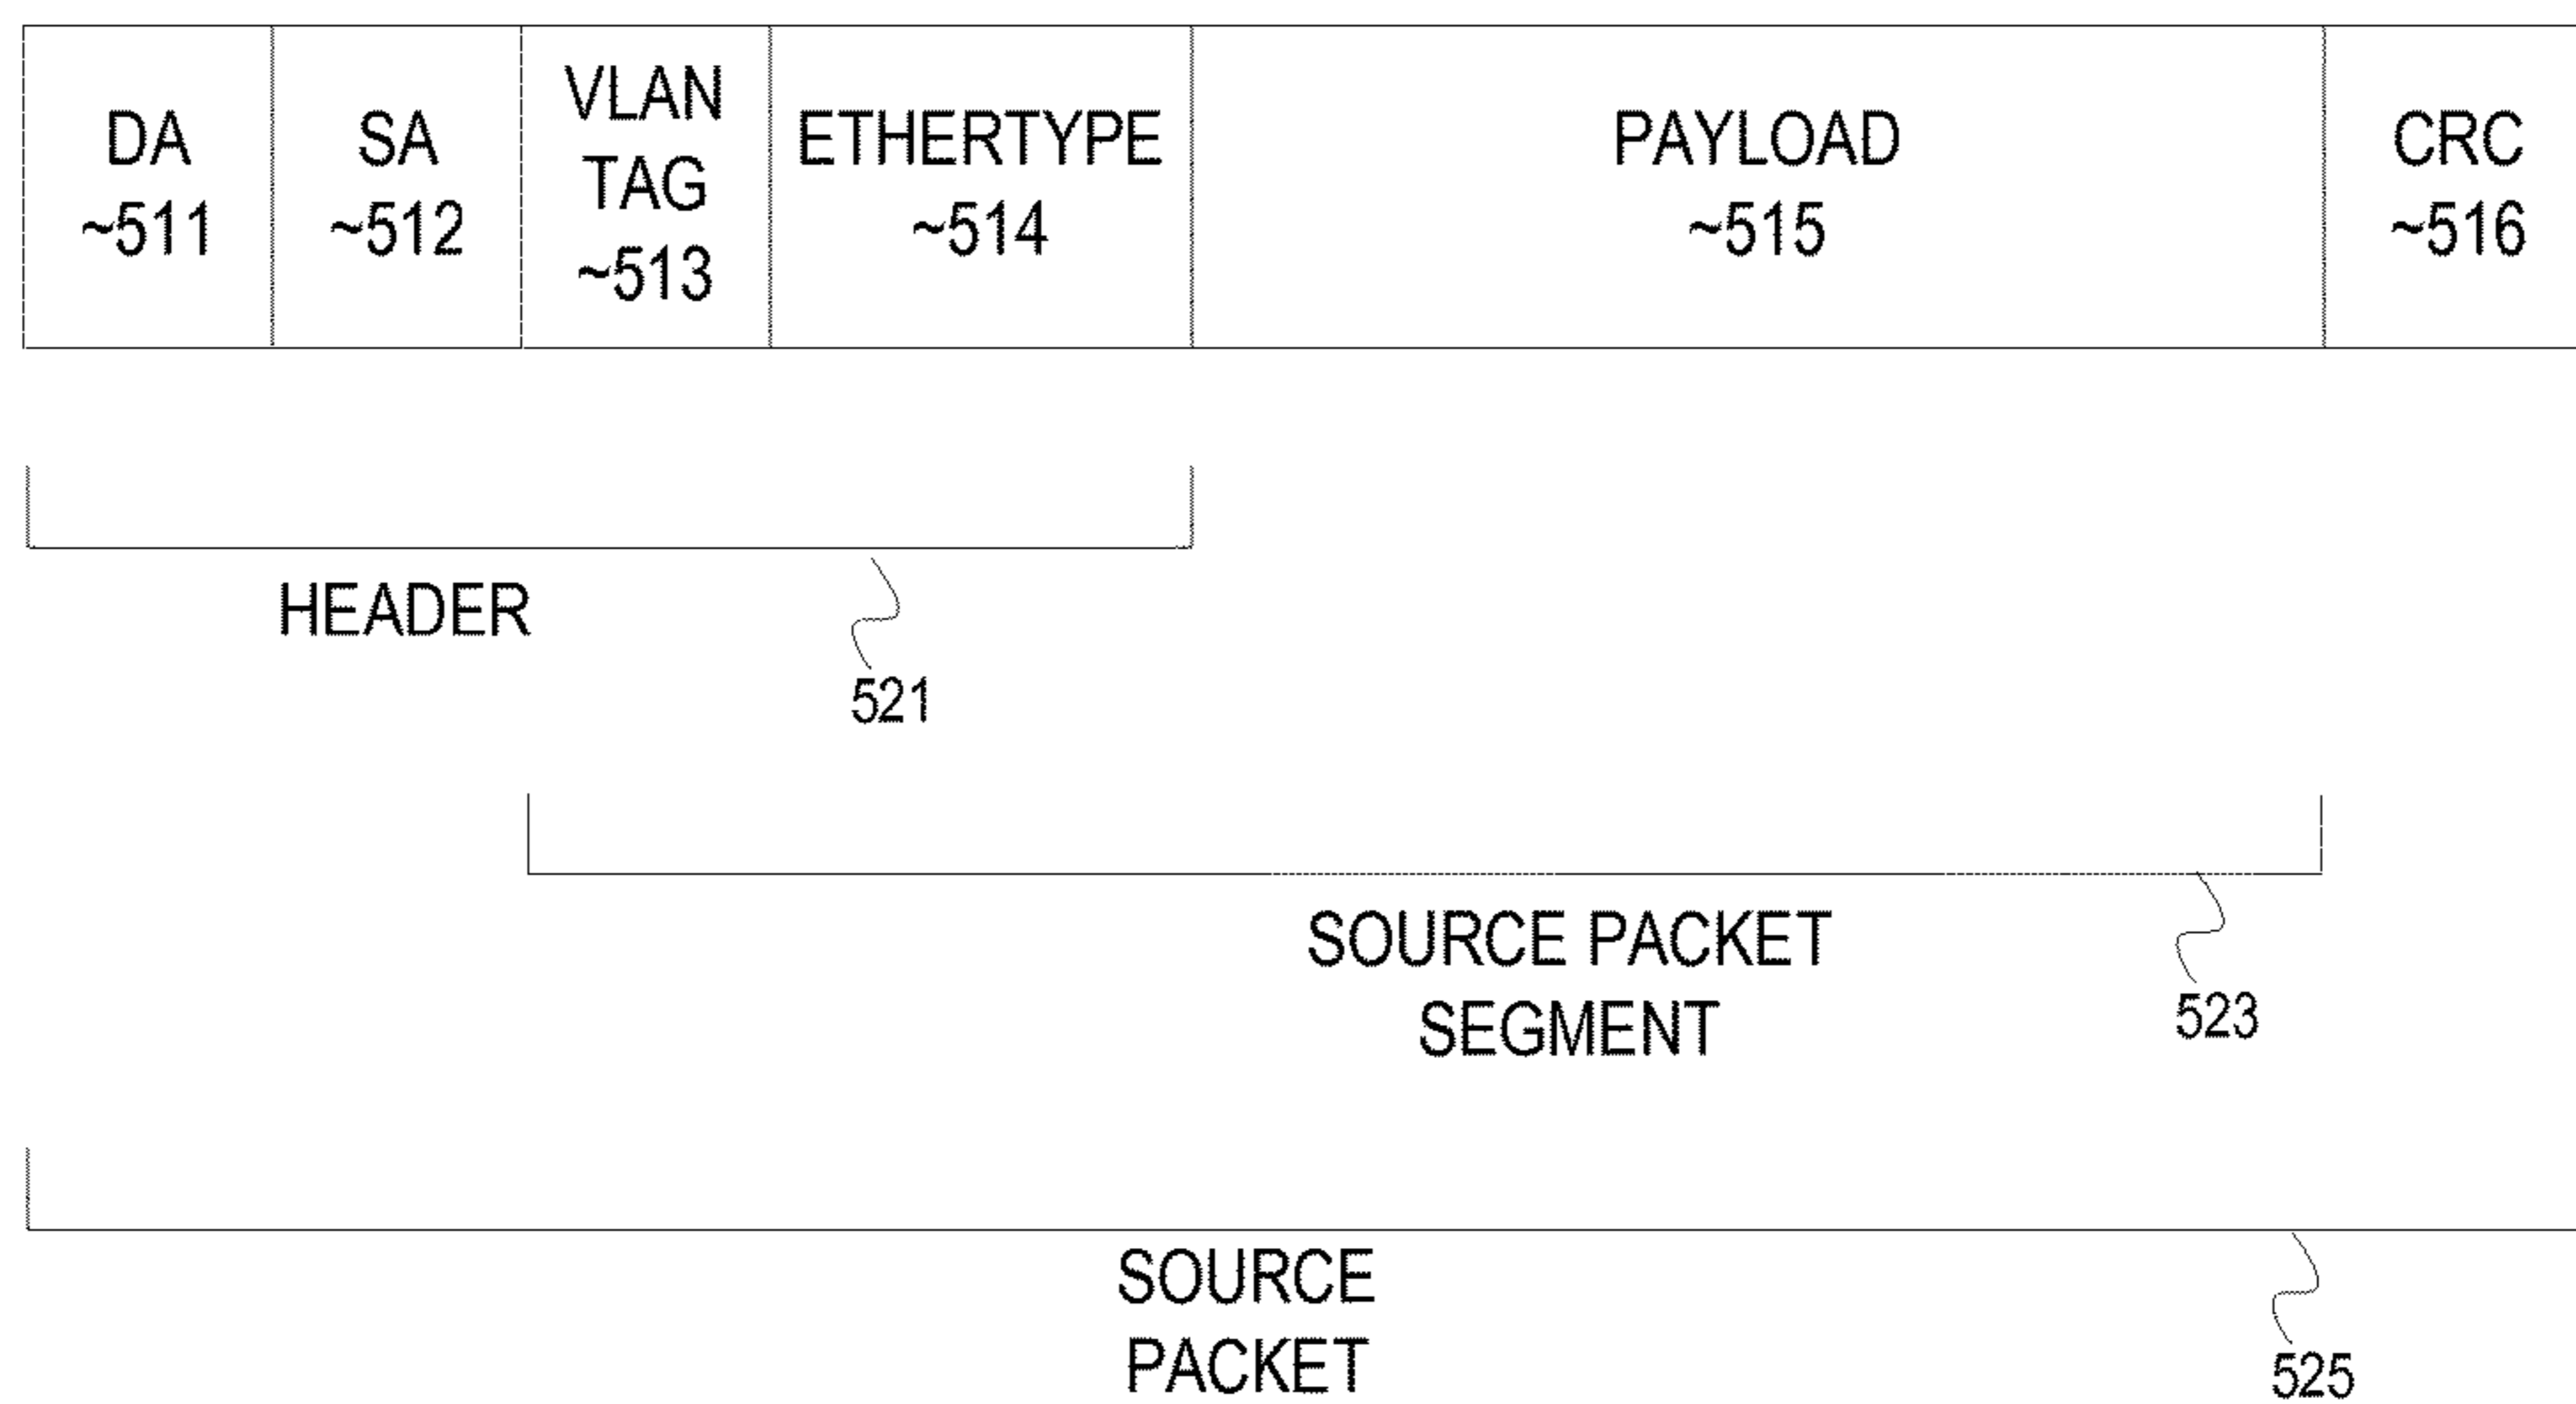 DA
~511
SA
~512
VLAN
TAG
~513
ETHERTYPE
~514
PAYLOAD
~515
CRC
~516
HEADER
521
SOURCE PACKET
SEGMENT
523
SOURCE
PACKET
525